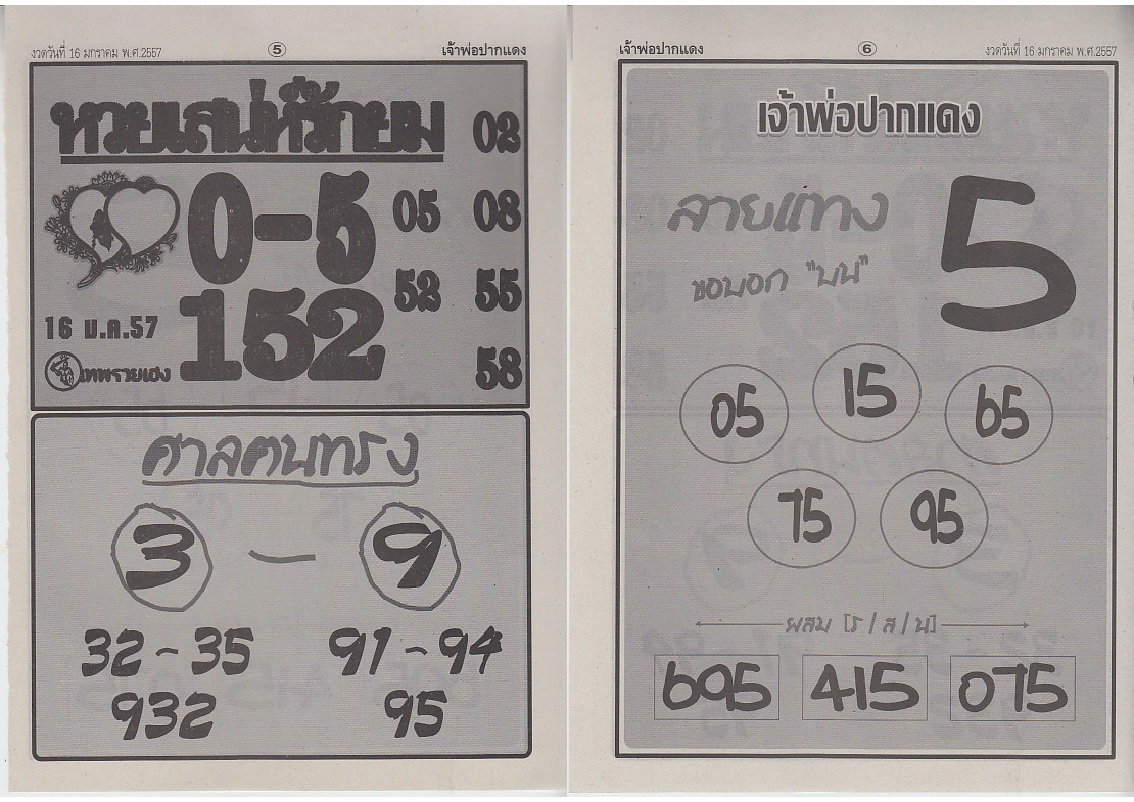 งวดวันที่ 16 มกราคม พ.ศ.2557
5
เจ้าพ่อปากแดง
หวยเสน่ห์รักยม
02
0-5
05
08
152
52
55
16 ม.ค.57
เทพรวยเฮง
58
ศาลคนทรง
3 - 9
32 - 35
91 - 94
932
95
เจ้าพ่อปากแดง
6
งวดวันที่ 16 มกราคม พ.ศ.2557
เจ้าพ่อปากแดง
สายแทง
5
ขอบอก "บน"
05
15
65
75
95
ผสม [ร/ส/น]
695
415
075